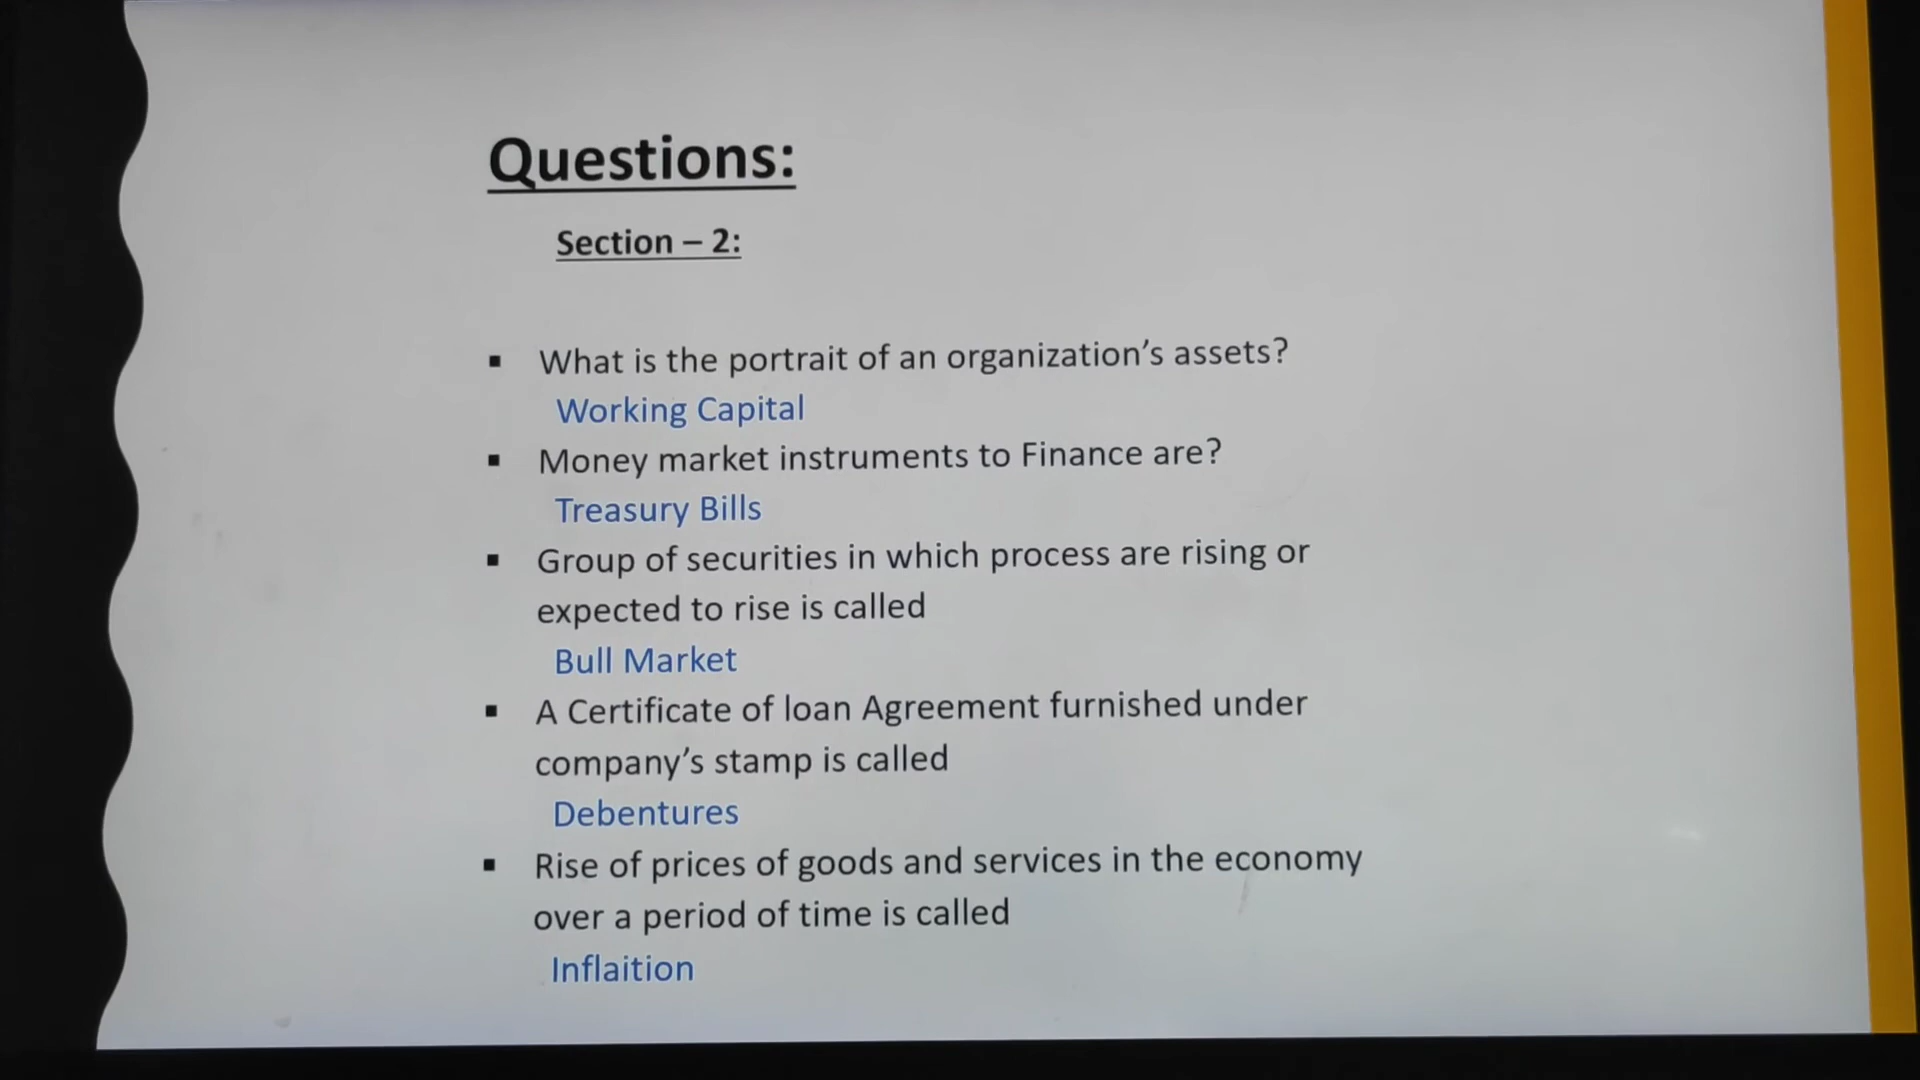 Questions:
Section – 2:
▪ What is the portrait of an organization’s assets?
Working Capital
▪ Money market instruments to Finance are?
Treasury Bills
▪ Group of securities in which process are rising or
expected to rise is called
Bull Market
▪ A Certificate of loan Agreement furnished under
company’s stamp is called
Debentures
▪ Rise of prices of goods and services in the economy
over a period of time is called
Inflaition